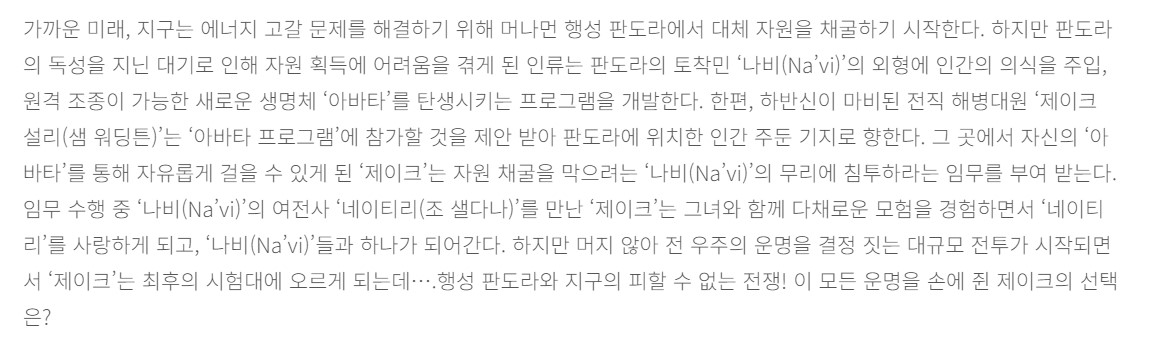 가까운 미래, 지구는 에너지 고갈 문제를 해결하기 위해 머나먼 행성 판도라에서 대체 자원을 채굴하기 시작한다. 하지만 판도라
의 독성을 지닌 대기로 인해 자원 획득에 어려움을 겪게 된 인류는 판도라의 토착민 ‘나비(Na’vi)’의 외형에 인간의 의식을 주입,
원격 조종이 가능한 새로운 생명체 ‘아바타’를 탄생시키는 프로그램을 개발한다. 한편, 하반신이 마비된 전직 해병대원 ‘제이크
설리(샘 워딩튼)’는 ‘아바타 프로그램’에 참가할 것을 제안 받아 판도라에 위치한 인간 주둔 기지로 향한다. 그 곳에서 자신의 ‘아
바타’를 통해 자유롭게 걸을 수 있게 된 ‘제이크’는 자원 채굴을 막으려는 ‘나비(Na’vi)’의 무리에 침투하라는 임무를 부여 받는다.
임무 수행 중 ‘나비(Na’vi)’의 여전사 ‘네이티리(조 샐다나)’를 만난 ‘제이크’는 그녀와 함께 다채로운 모험을 경험하면서 ‘네이티
리’를 사랑하게 되고, ‘나비(Na’vi)’들과 하나가 되어간다. 하지만 머지 않아 전 우주의 운명을 결정 짓는 대규모 전투가 시작되면
서 ‘제이크’는 최후의 시험대에 오르게 되는데….행성 판도라와 지구의 피할 수 없는 전쟁! 이 모든 운명을 손에 쥔 제이크의 선택
은?